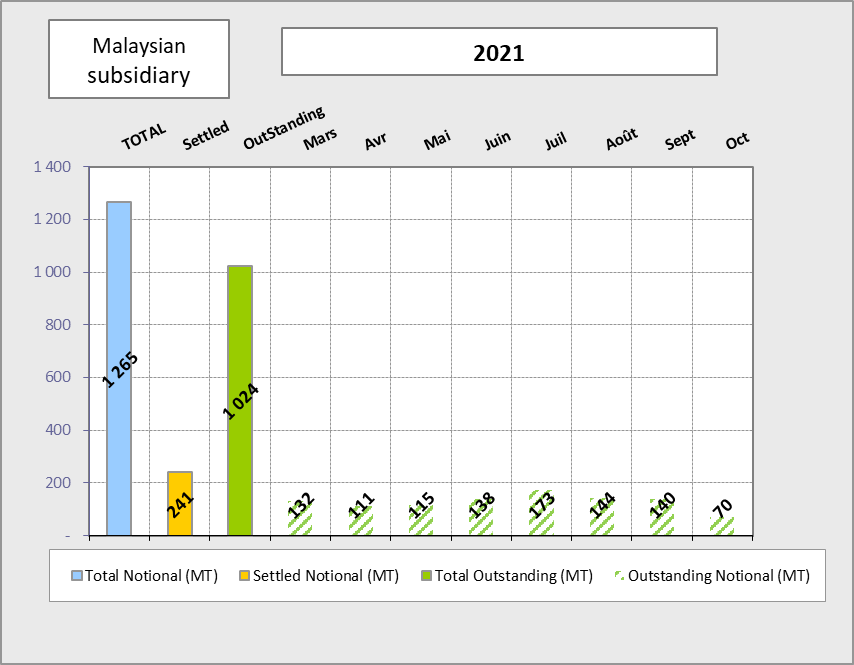 Malaysian
subsidiary
2021
TOTAL
Settled
OutStanding
Mars
Avr
Mai
Juin
Juil
Août
Sept
Oct
1 400
1 200
1 000
800
600
400
200
-
1 265
241
1 024
132
111
115
138
173
144
140
70
Total Notional (MT)
Settled Notional (MT)
Total Outstanding (MT)
Outstanding Notional (MT)